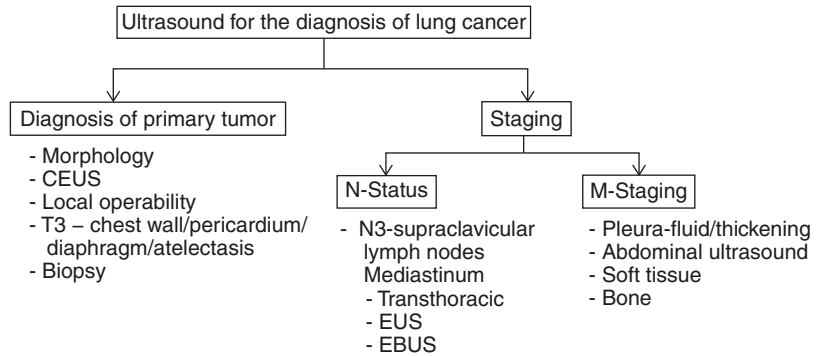 Ultrasound for the diagnosis of lung cancer
Diagnosis of primary tumor
- Morphology
- CEUS
- Local operability
- T3 – chest wall/pericardium/
diaphragm/atelectasis
- Biopsy
Staging
N-Status
- N3-supraclavicular
lymph nodes
Mediastinum
- Transthoracic
- EUS
- EBUS
M-Staging
- Pleura-fluid/thickening
- Abdominal ultrasound
- Soft tissue
- Bone